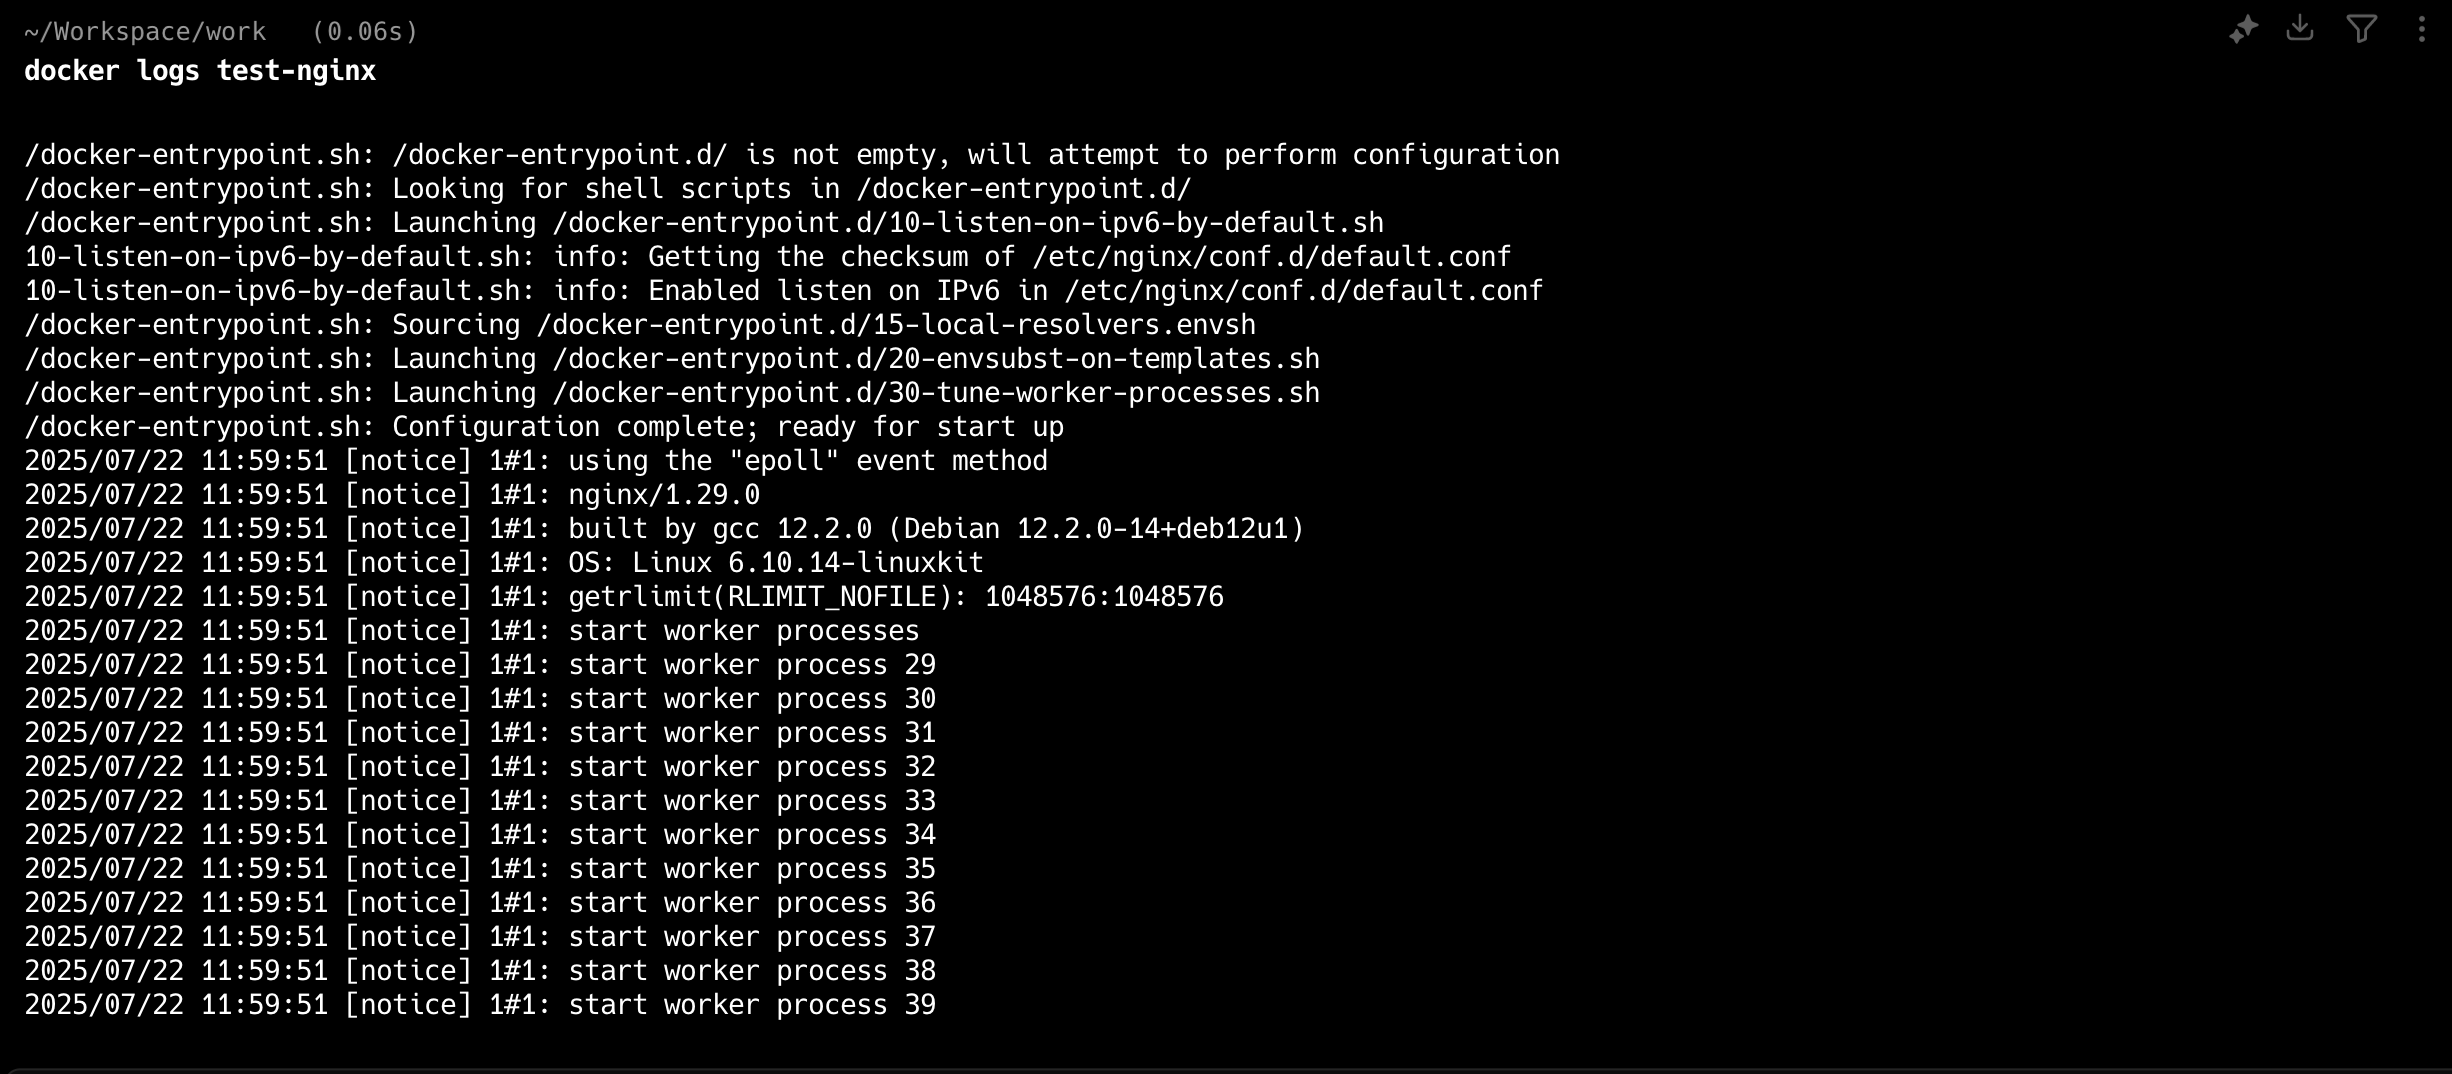 ~/Workspace/work (0.06s)
docker logs test-nginx
/docker-entrypoint.sh: /docker-entrypoint.d/ is not empty, will attempt to perform configuration
/docker-entrypoint.sh: Looking for shell scripts in /docker-entrypoint.d/
/docker-entrypoint.sh: Launching /docker-entrypoint.d/10-listen-on-ipv6-by-default.sh
10-listen-on-ipv6-by-default.sh: info: Getting the checksum of /etc/nginx/conf.d/default.conf
10-listen-on-ipv6-by-default.sh: info: Enabled listen on IPv6 in /etc/nginx/conf.d/default.conf
/docker-entrypoint.sh: Sourcing /docker-entrypoint.d/15-local-resolvers.envsh
/docker-entrypoint.sh: Launching /docker-entrypoint.d/20-envsubst-on-templates.sh
/docker-entrypoint.sh: Launching /docker-entrypoint.d/30-tune-worker-processes.sh
/docker-entrypoint.sh: Configuration complete; ready for start up
2025/07/22 11:59:51 [notice] 1#1: using the "epoll" event method
2025/07/22 11:59:51 [notice] 1#1: nginx/1.29.0
2025/07/22 11:59:51 [notice] 1#1: built by gcc 12.2.0 (Debian 12.2.0-14+deb12u1)
2025/07/22 11:59:51 [notice] 1#1: OS: Linux 6.10.14-linuxkit
2025/07/22 11:59:51 [notice] 1#1: getrlimit(RLIMIT_NOFILE): 1048576:1048576
2025/07/22 11:59:51 [notice] 1#1: start worker processes
2025/07/22 11:59:51 [notice] 1#1: start worker process 29
2025/07/22 11:59:51 [notice] 1#1: start worker process 30
2025/07/22 11:59:51 [notice] 1#1: start worker process 31
2025/07/22 11:59:51 [notice] 1#1: start worker process 32
2025/07/22 11:59:51 [notice] 1#1: start worker process 33
2025/07/22 11:59:51 [notice] 1#1: start worker process 34
2025/07/22 11:59:51 [notice] 1#1: start worker process 35
2025/07/22 11:59:51 [notice] 1#1: start worker process 36
2025/07/22 11:59:51 [notice] 1#1: start worker process 37
2025/07/22 11:59:51 [notice] 1#1: start worker process 38
2025/07/22 11:59:51 [notice] 1#1: start worker process 39